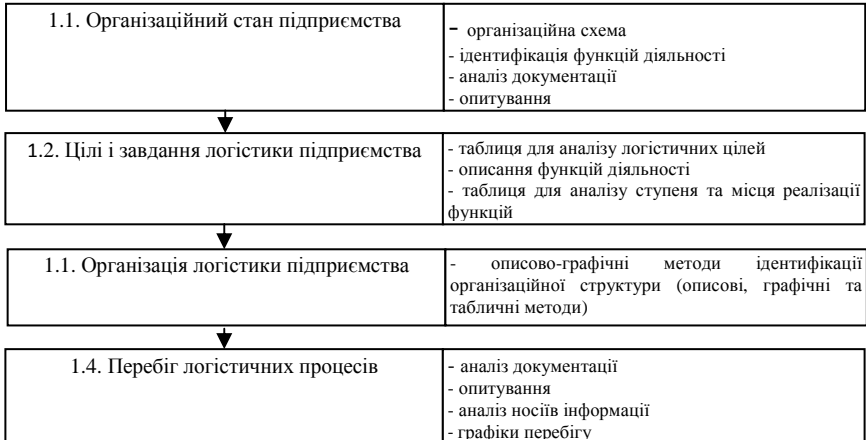 1.1. Організаційний стан підприємства
- організаційна схема
- ідентифікація функцій діяльності
- аналіз документації
- опитування
1.2. Цілі і завдання логістики підприємства
- таблиця для аналізу логістичних цілей
- описання функцій діяльності
- таблиця для аналізу ступеня та місця реалізації
функцій
1.1. Організація логістики підприємства
- описово-графічні методи ідентифікації
організаційної структури (описові, графічні та
табличні методи)
1.4. Перебіг логістичних процесів
- аналіз документації
- опитування
- аналіз носіїв інформації
- графіки перебігу